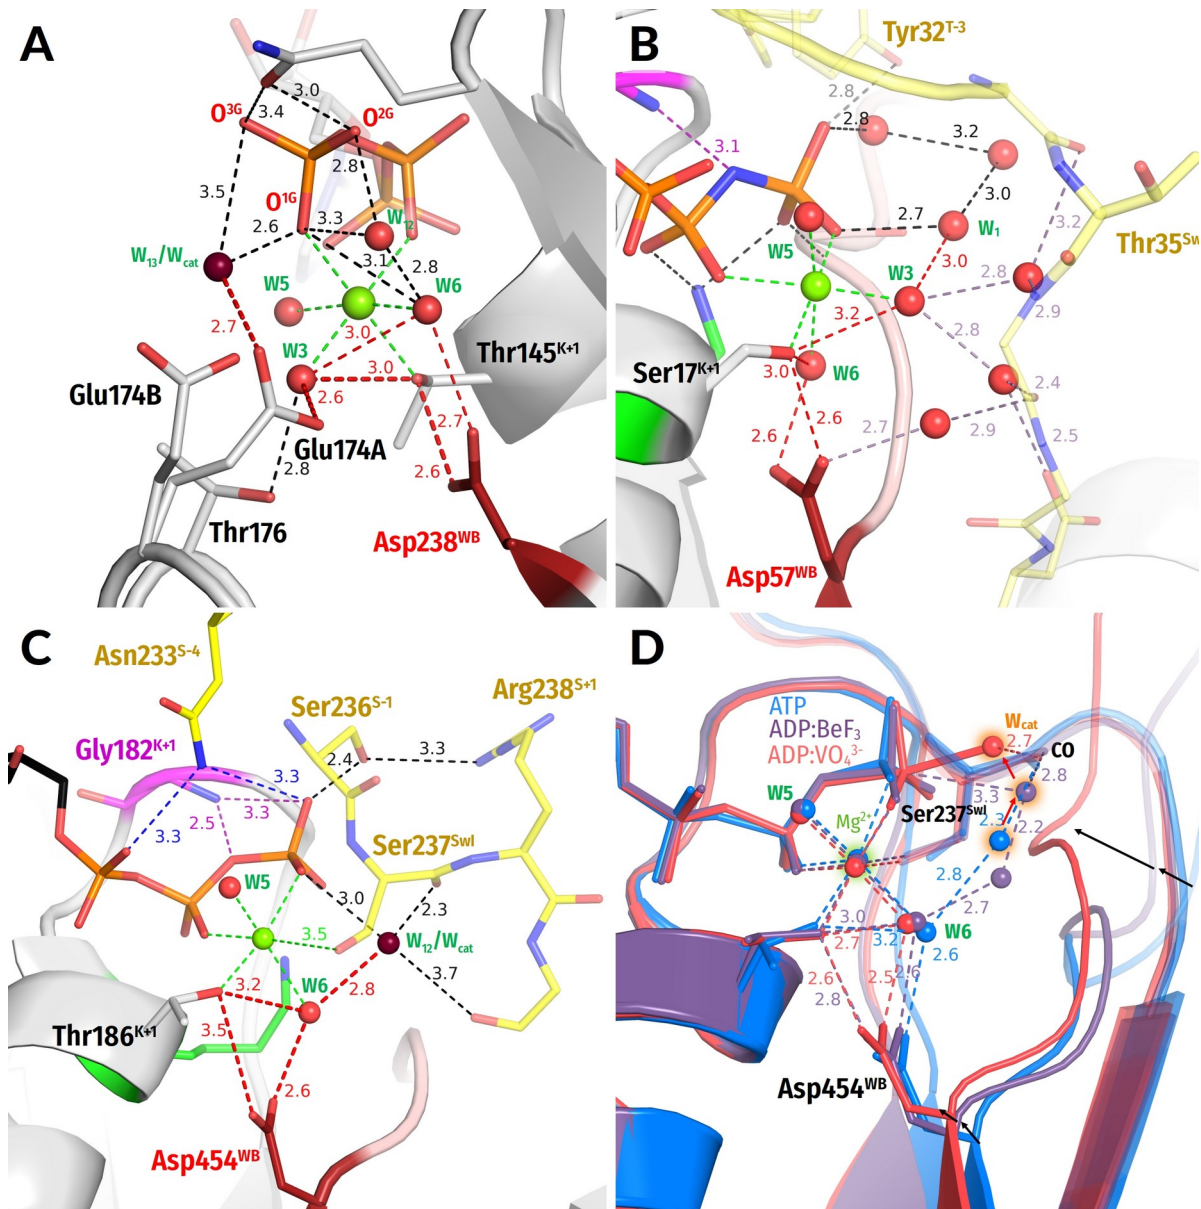 A
O3G
3.0
3.4
O2G
2.8
3.5
O1G
2.6
3.3
W12
W13/Wcat
3.1
2.8
W5
W6
2.7
3.0
W3
Thr145K+1
3.0
2.6
Glu174B
Glu174A
2.7
2.8
2.6
Thr176
Asp238WB
B
Tyr32T-3
2.8
2.8
3.2
3.1
3.0
2.7
3.2
W1
Thr35Sw
W5
3.0
W3
2.8
2.9
3.2
2.8
Ser17K+1
3.0
W6
2.4
2.6
2.6
2.7
2.9
2.5
Asp57WB
C
Asn233S-4
Ser236S-1
Arg238S+1
Gly182K+1
3.3
2.4
3.3
3.3
3.3
2.5
Ser237SwI
W5
3.0
2.3
W12/Wcat
3.5
3.7
W6
3.2
2.8
Thr186K+1
3.5
2.6
Asp454WB
D
ATP
ADP:BeF3
ADP:VO43-
Wcat
2.7
CO
2.8
W5
Ser237SwI
3.3
Mg2+
2.3
2.2
2.8
3.0
2.7
W6
2.7
3.2
2.6
2.6
2.5
2.6
2.8
Asp454WB